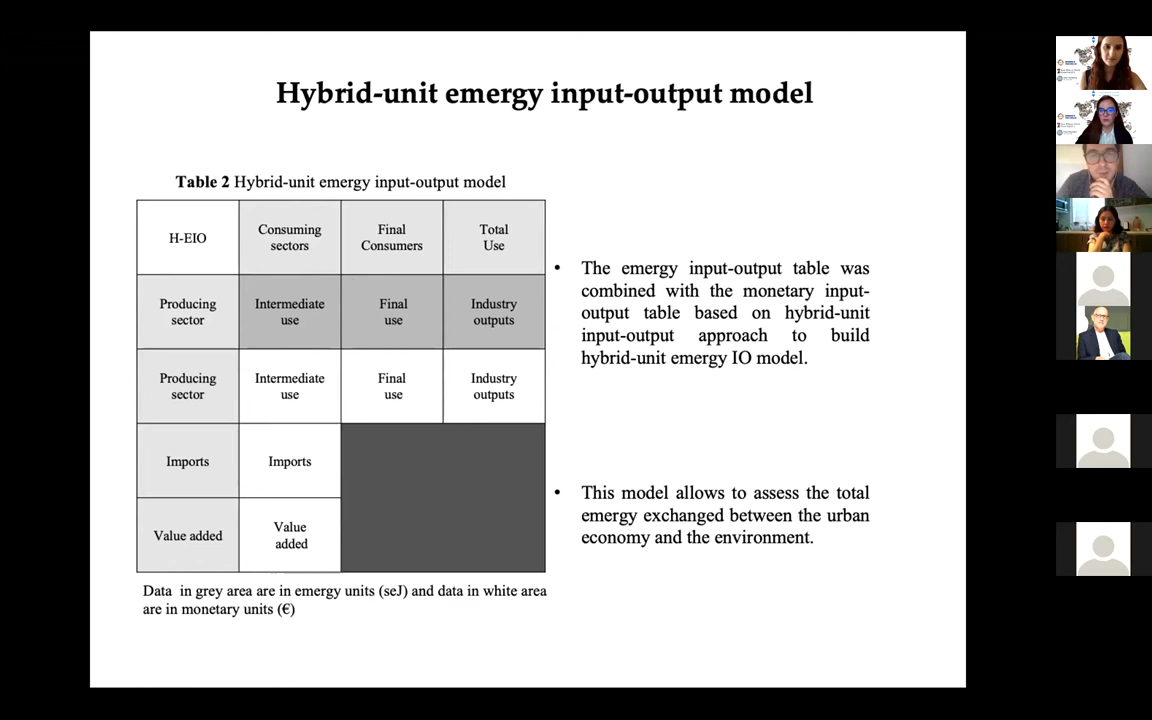 Hybrid-unit emergy input-output model
Table 2 Hybrid-unit emergy input-output model
H-EIO
Consuming
sectors
Final
Consumers
Total
Use
Producing
sector
Intermediate
use
Final
use
Industry
outputs
Producing
sector
Intermediate
use
Final
use
Industry
outputs
Imports
Imports
Value added
Value
added
Data in grey area are in emergy units (seJ) and data in white area
are in monetary units (€)
• The emergy input-output table was
combined with the monetary input-
output table based on hybrid-unit
input-output approach to build
hybrid-unit emergy IO model.
• This model allows to assess the total
emergy exchanged between the urban
economy and the environment.